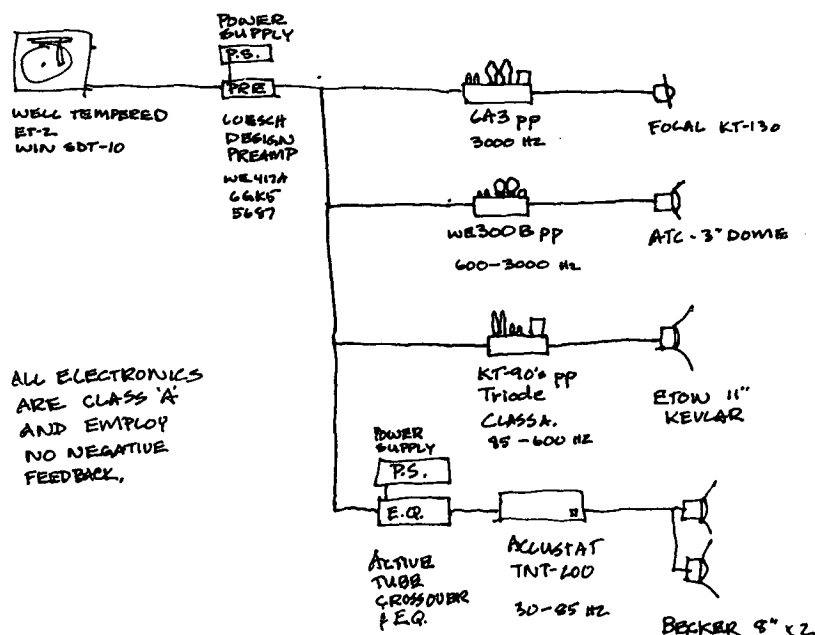 POWER
SUPPLY
P.S.
PRE
WELL TEMPERED
ET-2
WIN SDT-10
LOESCH
DESIGN
PREAMP
WE417A
6GK5
5687
6A3 pp
3000 Hz
FOCAL KT-130
WE300B pp
600-3000 Hz
ATC-3" DOME
KT-90's pp
Triode
CLASS A.
85-600 Hz
ETON 11"
KEVLAR
ALL ELECTRONICS
ARE CLASS 'A'
AND EMPLOY
NO NEGATIVE
FEEDBACK.
POWER
SUPPLY
P.S.
E.Q.
ACTIVE
TUBE
CROSSOVER
& E.Q.
ACCUSTAT
TNT-200
30-85 Hz
BECKER 8" x 2